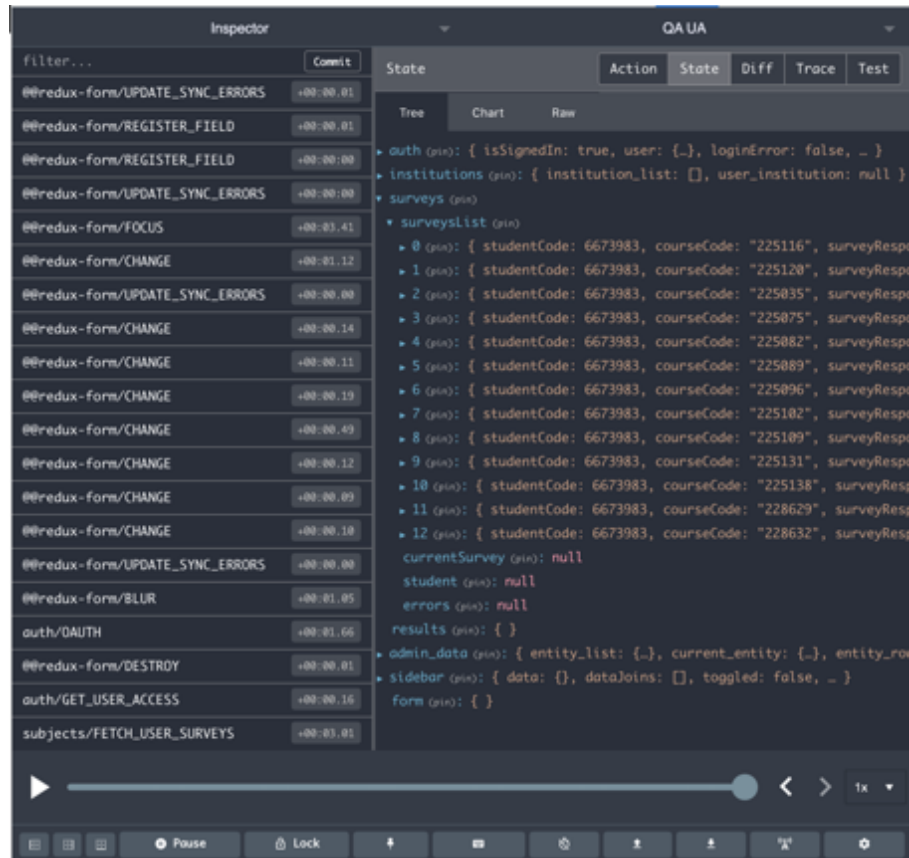 Inspector
QA UA
filter...
Commit
@@redux-form/UPDATE_SYNC_ERRORS +00:00.01
@@redux-form/REGISTER_FIELD +00:00.01
@@redux-form/REGISTER_FIELD +00:00:00
@@redux-form/UPDATE_SYNC_ERRORS +00:00:00
@@redux-form/FOCUS +00:03.41
@@redux-form/CHANGE +00:01.12
@@redux-form/UPDATE_SYNC_ERRORS +00:00.00
@@redux-form/CHANGE +00:00.14
@@redux-form/CHANGE +00:00.11
@@redux-form/CHANGE +00:00.19
@@redux-form/CHANGE +00:00.49
@@redux-form/CHANGE +00:00.12
@@redux-form/CHANGE +00:00.09
@@redux-form/CHANGE +00:00.10
@@redux-form/UPDATE_SYNC_ERRORS +00:00.00
@@redux-form/BLUR +00:01.05
auth/OAUTH +00:01.66
@@redux-form/DESTROY +00:00.01
auth/GET_USER_ACCESS +00:00.16
subjects/FETCH_USER_SURVEYS +00:03.01
State
Action State Diff Trace Test
Tree Chart Raw
auth (pin): { isSignedIn: true, user: {…}, loginError: false, … }
institutions (pin): { institution_list: [], user_institution: null }
surveys (pin)
surveysList (pin)
0 (pin): { studentCode: 6673983, courseCode: "225116", surveyRespo
1 (pin): { studentCode: 6673983, courseCode: "225120", surveyRespo
2 (pin): { studentCode: 6673983, courseCode: "225035", surveyRespo
3 (pin): { studentCode: 6673983, courseCode: "225075", surveyRespo
4 (pin): { studentCode: 6673983, courseCode: "225082", surveyRespo
5 (pin): { studentCode: 6673983, courseCode: "225089", surveyRespo
6 (pin): { studentCode: 6673983, courseCode: "225096", surveyRespo
7 (pin): { studentCode: 6673983, courseCode: "225102", surveyRespo
8 (pin): { studentCode: 6673983, courseCode: "225109", surveyRespo
9 (pin): { studentCode: 6673983, courseCode: "225131", surveyRespo
10 (pin): { studentCode: 6673983, courseCode: "225138", surveyResp
11 (pin): { studentCode: 6673983, courseCode: "228629", surveyResp
12 (pin): { studentCode: 6673983, courseCode: "228632", surveyResp
currentSurvey (pin): null
student (pin): null
errors (pin): null
results (pin): { }
admin_data (pin): { entity_list: {…}, current_entity: {…}, entity_row
sidebar (pin): { data: {}, dataJoins: [], toggled: false, … }
form (pin): { }
1x
Pause
Lock